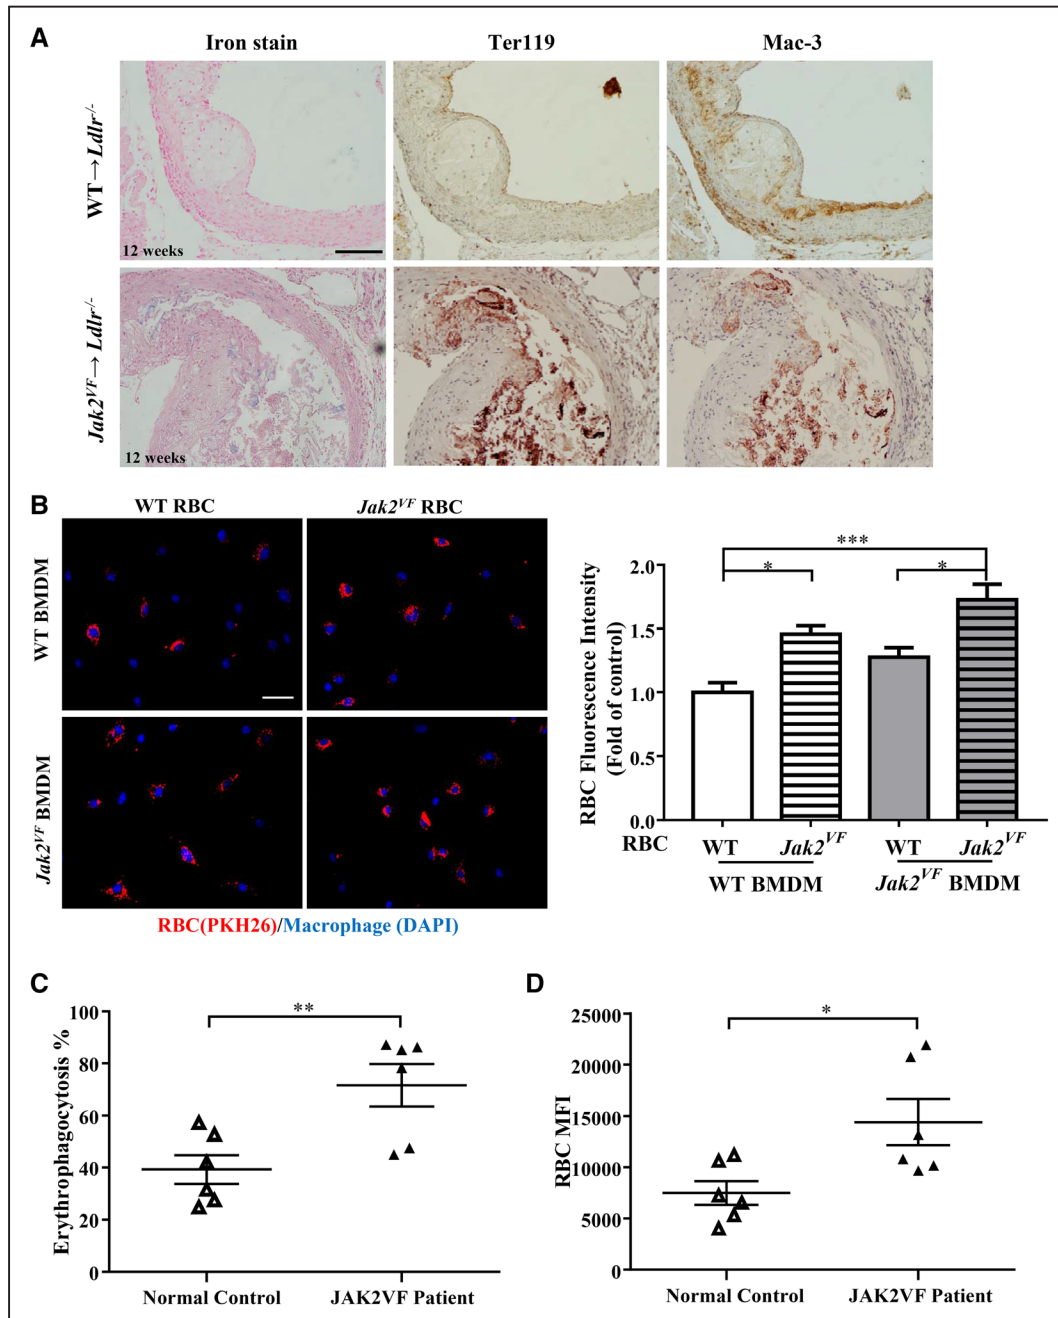 A
Iron stain Ter119 Mac-3
WT→Ldlr-/-
12 weeks
Jak2VF→Ldlr-/-
12 weeks
B
WT RBC Jak2VF RBC
WT BMDM
Jak2VF BMDM
RBC(PKH26)/Macrophage (DAPI)
RBC Fluorescence Intensity
(Fold of control)
2.0
1.5
1.0
0.5
0.0
* *** *
RBC WT Jak2VF WT Jak2VF
WT BMDM Jak2VF BMDM
C
Erythrophagocytosis %
100
80
60
40
20
0
**
Normal Control JAK2VF Patient
D
RBC MFI
25000
20000
15000
10000
5000
0
*
Normal Control JAK2VF Patient